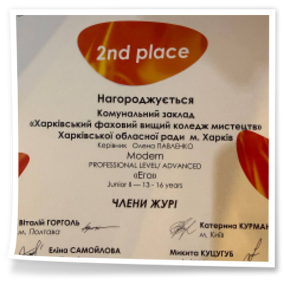 2nd place
Нагороджується
Комунальний заклад
«Харківський фаховий вищий коледж мистецтв»
Харківської обласної ради м. Харків
Керівник Олена ПАВЛЕНКО
Modern
PROFESSIONAL LEVEL/ ADVANCED
«Его»
Junior II – 13 - 16 years
ЧЛЕНИ ЖУРІ
Віталій ГОРГОЛЬ
м. Полтава
Катерина КУРМАН
м. Київ
Еліна САМОЙЛОВА
Микита КУЦУГУБ